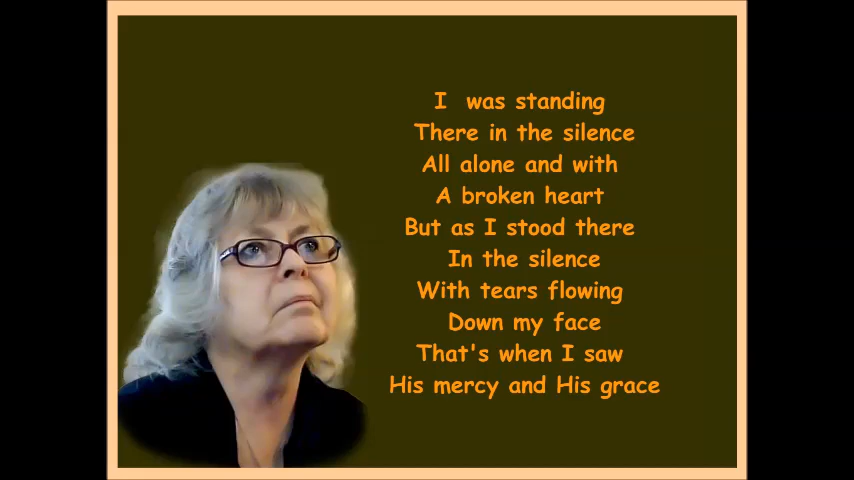 I  was standing
There in the silence
All alone and with
A broken heart
But as I stood there
In the silence
With tears flowing
Down my face
That's when I saw
His mercy and His grace